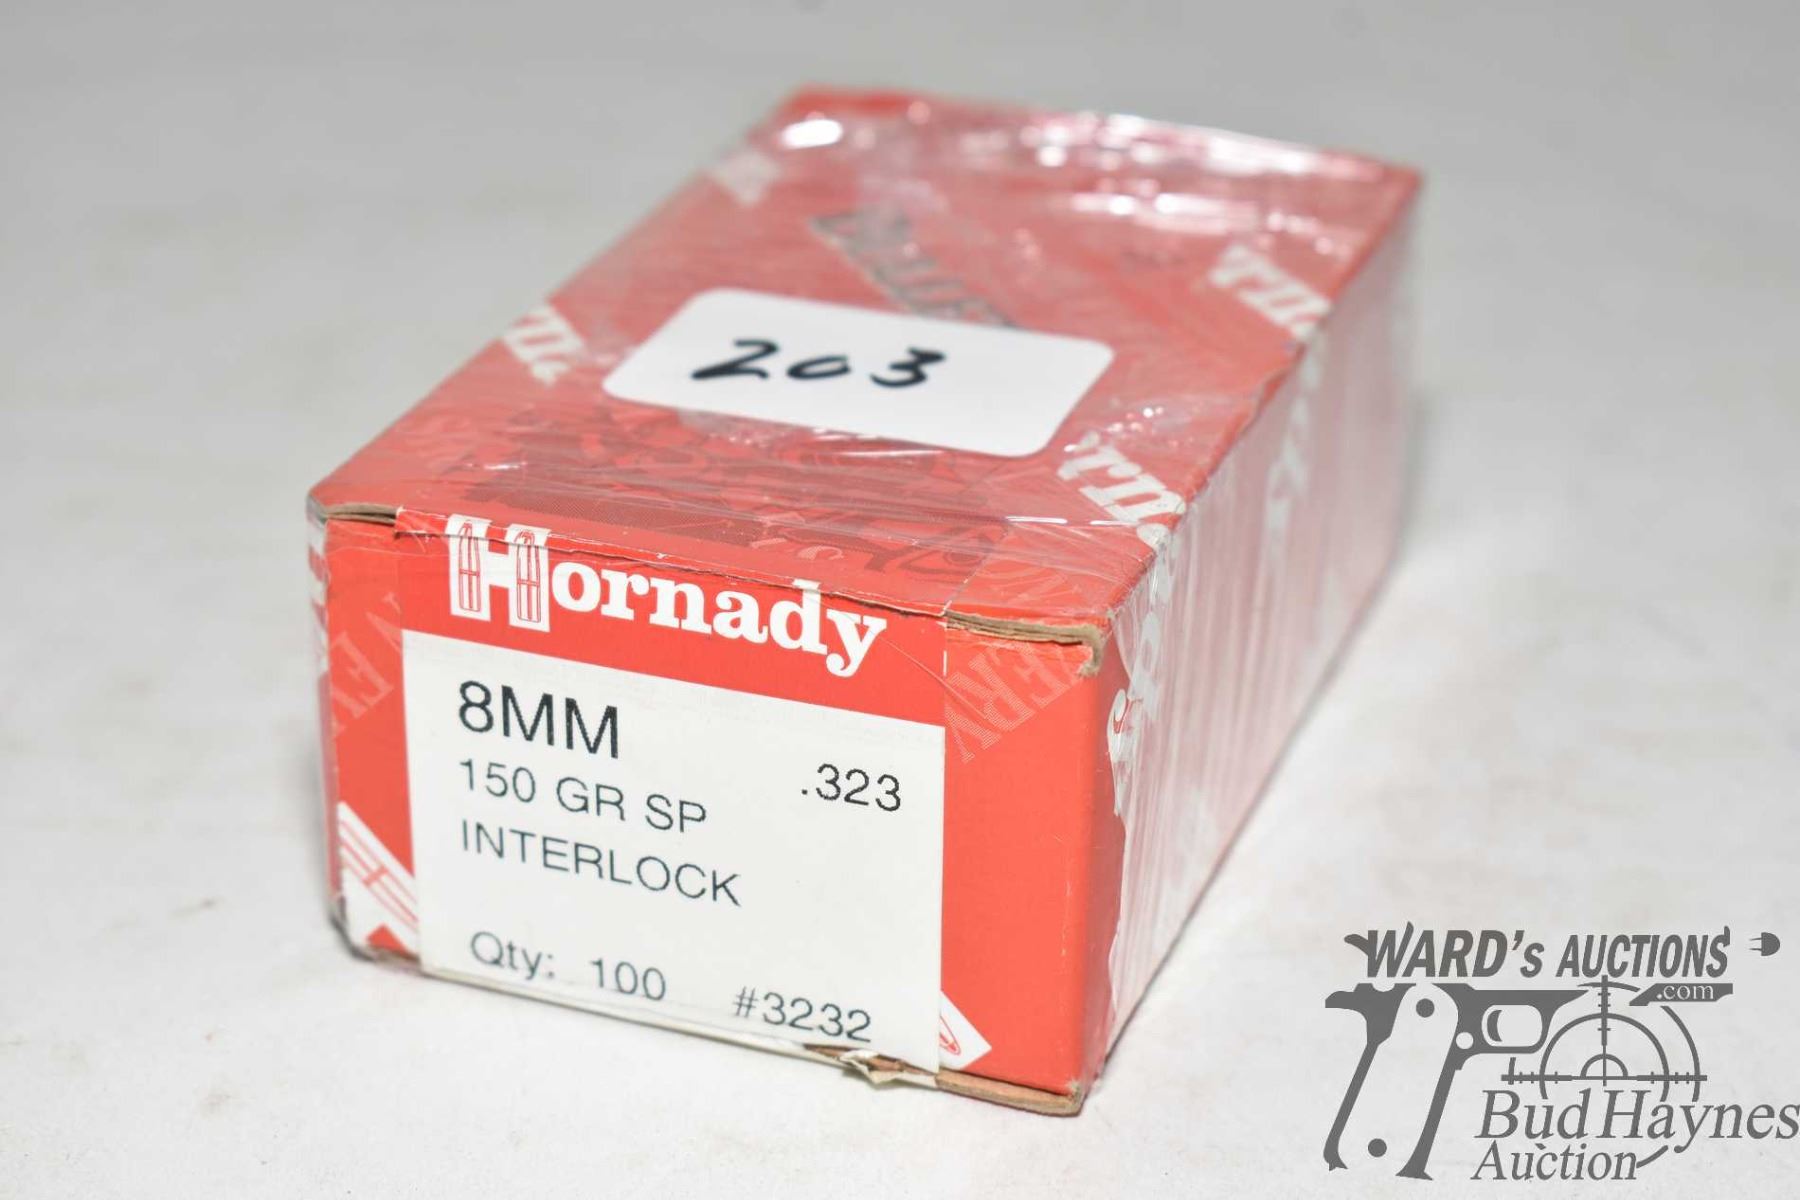 203
Hornady
8MM
150 GR SP .323
INTERLOCK
Qty: 100 #3232
WARD's AUCTIONS
.com
Bud Haynes
Auction